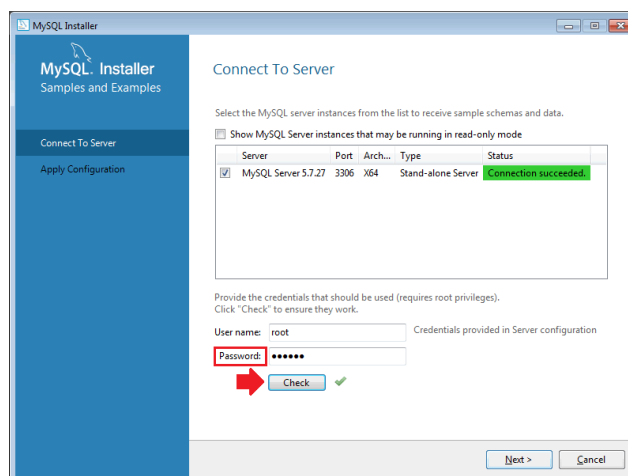 MySQL Installer
MySQL. Installer
Samples and Examples
Connect To Server
Apply Configuration
Connect To Server
Select the MySQL server instances from the list to receive sample schemas and data.
Show MySQL Server instances that may be running in read-only mode
Server Port Arch... Type Status
MySQL Server 5.7.27 3306 X64 Stand-alone Server Connection succeeded.
Provide the credentials that should be used (requires root privileges).
Click "Check" to ensure they work.
User name: root Credentials provided in Server configuration
Password: ••••••
Check
Next > Cancel